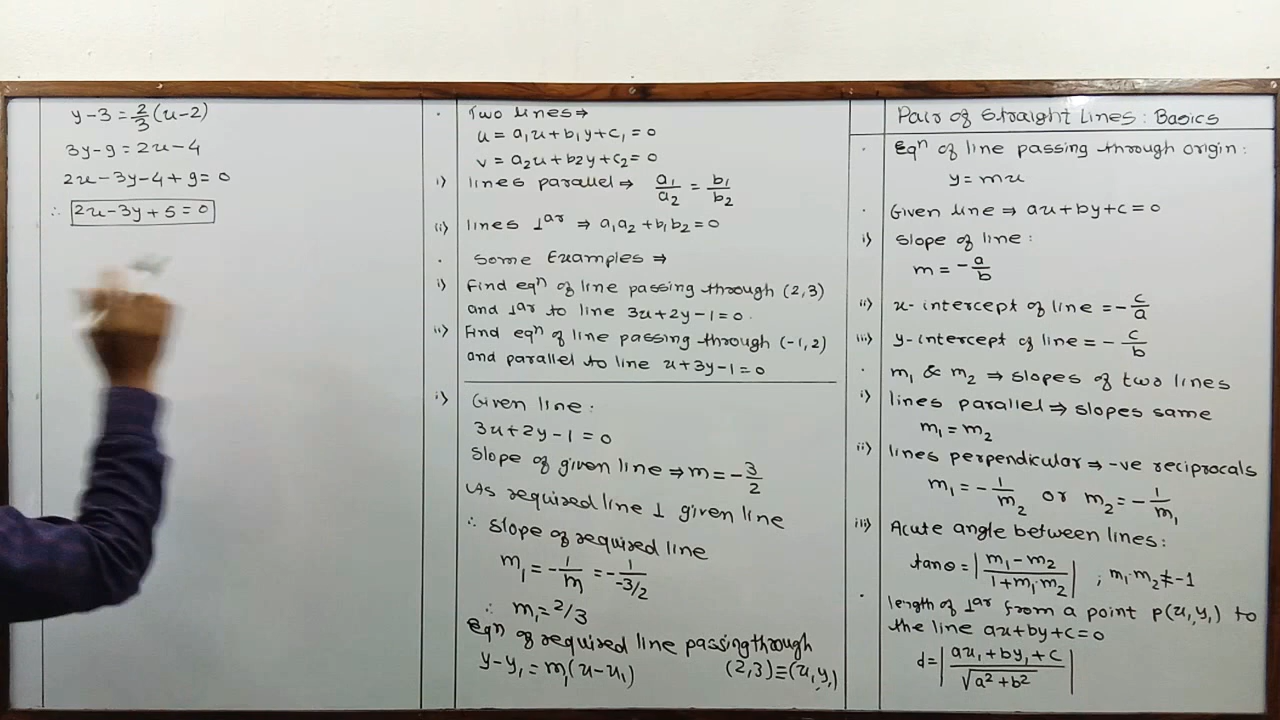 Pair of Straight Lines: Basics
· Eqⁿ of line passing through origin:
y = mx
· Given line ⇒ ax+by+c=0
i) Slope of line:
m = -a/b
ii) x-intercept of line = -c/a
iii) y-intercept of line = -c/b
· m₁ & m₂ ⇒ slopes of two lines
i) lines parallel ⇒ slopes same
m₁ = m₂
ii) lines perpendicular ⇒ -ve reciprocals
m₁ = -1/m₂ or m₂ = -1/m₁
iii) Acute angle between lines:
tanθ = |(m₁-m₂)/(1+m₁·m₂)| ; m₁·m₂ ≠ -1
· length of ⊥ar from a point P(x₁,y₁) to
the line ax+by+c=0
d = |(ax₁+by₁+c)/√(a²+b²)|
· Two lines ⇒
u = a₁x+b₁y+c₁=0
v = a₂x+b₂y+c₂=0
i) lines parallel ⇒ a₁/a₂ = b₁/b₂
ii) lines ⊥ar ⇒ a₁a₂+b₁b₂=0
· Some Examples ⇒
i) Find eqⁿ of line passing through (2,3)
and ⊥ar to line 3x+2y-1=0.
ii) Find eqⁿ of line passing through (-1,2)
and parallel to line x+3y-1=0
i) Given line:
3x+2y-1=0
Slope of given line ⇒ m = -3/2
As required line ⊥ given line
∴ Slope of required line
m₁ = -1/m = -1/(-3/2)
∴ m₁ = 2/3
Eqⁿ of required line passing through
y-y₁ = m₁(x-x₁) (2,3)≡(x₁,y₁)
y-3 = 2/3(x-2)
3y-9 = 2x-4
2x-3y-4+9=0
∴ 2x-3y+5=0